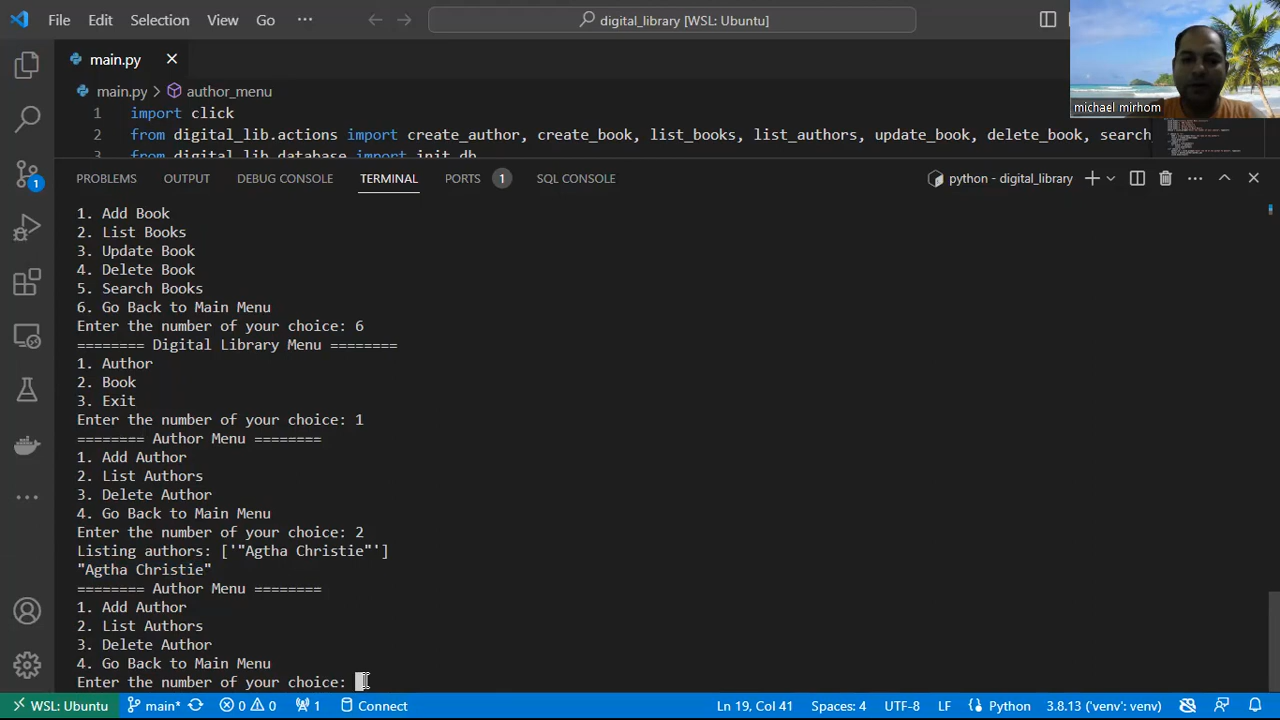 File Edit Selection View Go ··· digital_library [WSL: Ubuntu]
main.py
michael mirhom
main.py > author_menu
1 import click
2 from digital_lib.actions import create_author, create_book, list_books, list_authors, update_book, delete_book, search
3 from digital_lib.database import init_db
PROBLEMS OUTPUT DEBUG CONSOLE TERMINAL PORTS 1 SQL CONSOLE python - digital_library
1. Add Book
2. List Books
3. Update Book
4. Delete Book
5. Search Books
6. Go Back to Main Menu
Enter the number of your choice: 6
======== Digital Library Menu ========
1. Author
2. Book
3. Exit
Enter the number of your choice: 1
======== Author Menu ========
1. Add Author
2. List Authors
3. Delete Author
4. Go Back to Main Menu
Enter the number of your choice: 2
Listing authors: ['"Agtha Christie"']
"Agtha Christie"
======== Author Menu ========
1. Add Author
2. List Authors
3. Delete Author
4. Go Back to Main Menu
Enter the number of your choice:
1
WSL: Ubuntu main* 0 0 1 Connect Ln 19, Col 41 Spaces: 4 UTF-8 LF Python 3.8.13 ('venv': venv)